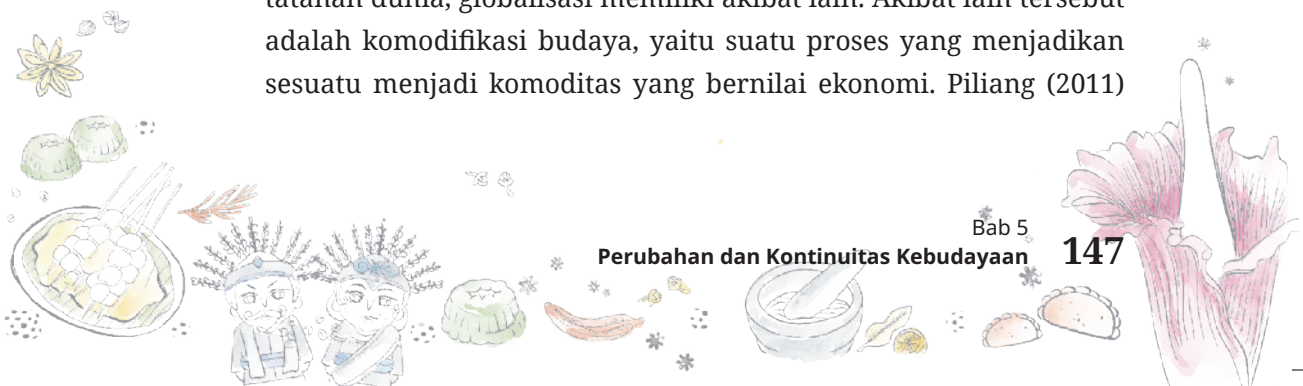 tatanan dunia, globalisasi memiliki akibat lain. Akibat lain tersebut
adalah komodifikasi budaya, yaitu suatu proses yang menjadikan
sesuatu menjadi komoditas yang bernilai ekonomi. Piliang (2011)
Bab 5
Perubahan dan Kontinuitas Kebudayaan 147